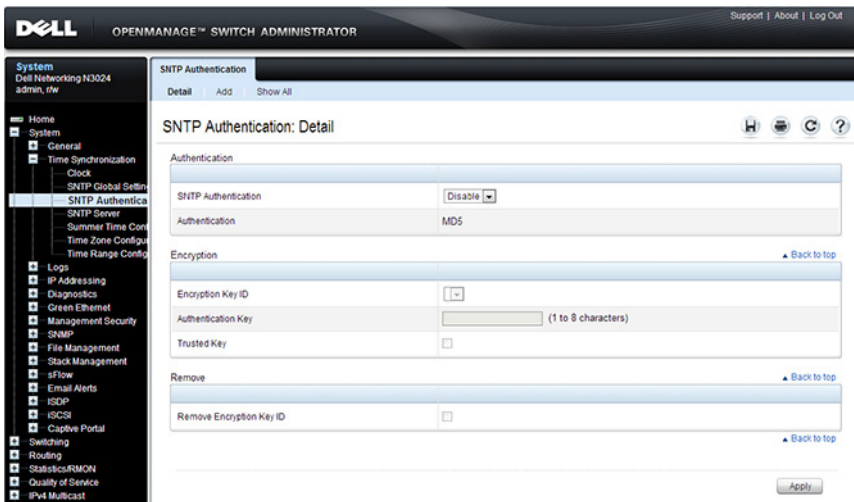 Support | About | Log Out
DELL OPENMANAGE™ SWITCH ADMINISTRATOR
System
Dell Networking N3024
admin, r/w
Home
System
General
Time Synchronization
Clock
SNTP Global Settin
SNTP Authentica
SNTP Server
Summer Time Conf
Time Zone Configur
Time Range Config
Logs
IP Addressing
Diagnostics
Green Ethernet
Management Security
SNMP
File Management
Stack Management
sFlow
Email Alerts
ISDP
iSCSI
Captive Portal
Switching
Routing
Statistics/RMON
Quality of Service
IPv4 Multicast
SNTP Authentication
Detail Add Show All
SNTP Authentication: Detail
H C ?
Authentication
SNTP Authentication Disable
Authentication MD5
Encryption Back to top
Encryption Key ID
Authentication Key (1 to 8 characters)
Trusted Key
Remove Back to top
Remove Encryption Key ID
Back to top
Apply